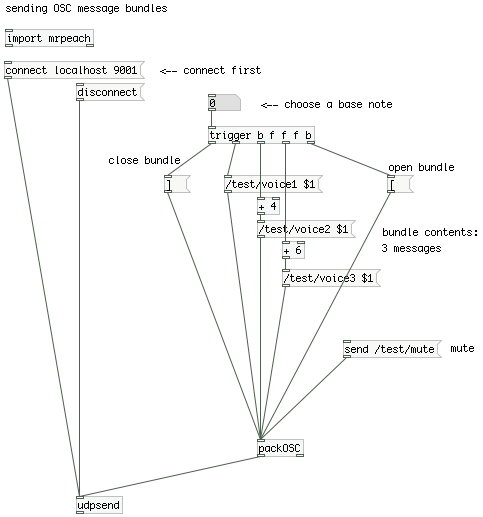 sending OSC message bundles
import mrpeach
connect localhost 9001
<-- connect first
disconnect
0
<-- choose a base note
trigger b f f f b
close bundle
open bundle
]
/test/voice1 $1
[
+ 4
/test/voice2 $1
bundle contents:
3 messages
+ 6
/test/voice3 $1
send /test/mute
mute
packOSC
udpsend